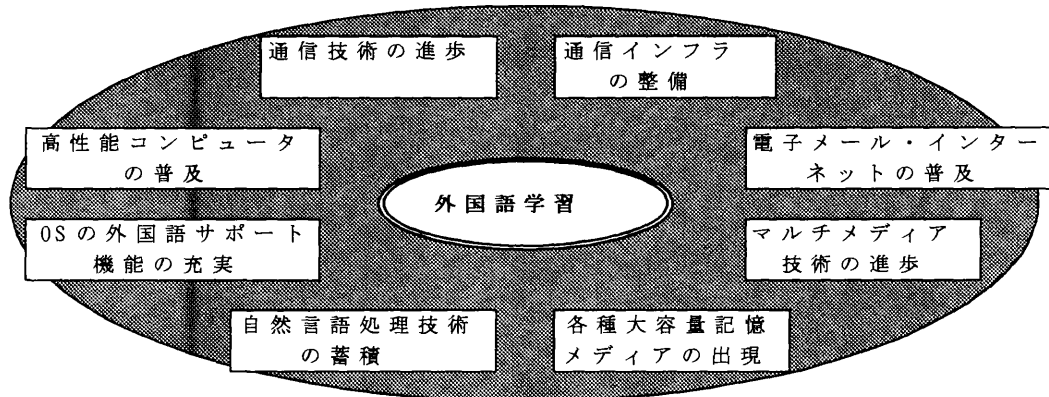 通信技術の進歩
通信インフラ
の整備
高性能コンピュータ
の普及
電子メール・インター
ネットの普及
外国語学習
OSの外国語サポート
機能の充実
マルチメディア
技術の進歩
自然言語処理技術
の蓄積
各種大容量記憶
メディアの出現